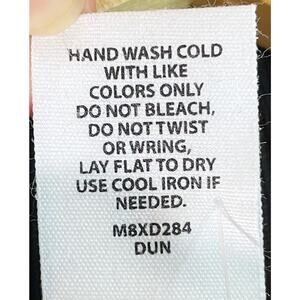 HAND WASH COLD
WITH LIKE
COLORS ONLY
DO NOT BLEACH,
DO NOT TWIST
OR WRING,
LAY FLAT TO DRY
USE COOL IRON IF
NEEDED.
M8XD284
DUN